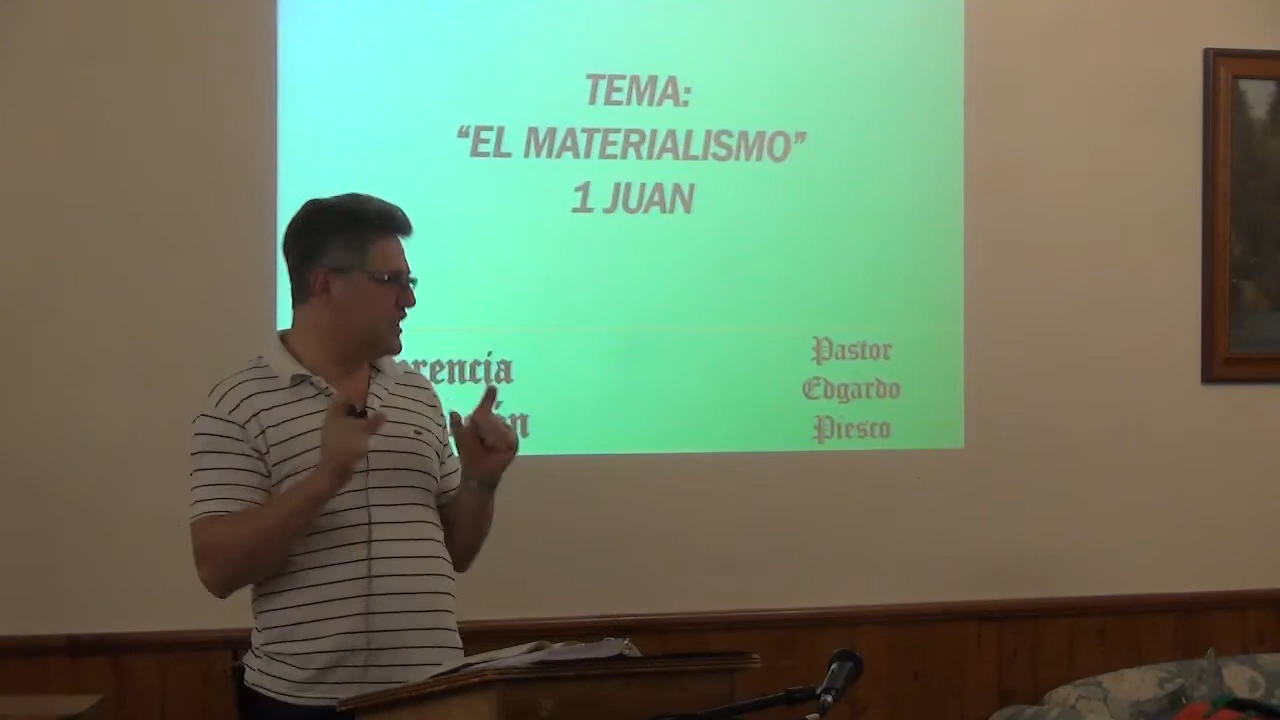 TEMA:
“EL MATERIALISMO”
1 JUAN
Pastor
Edgardo
Piesco